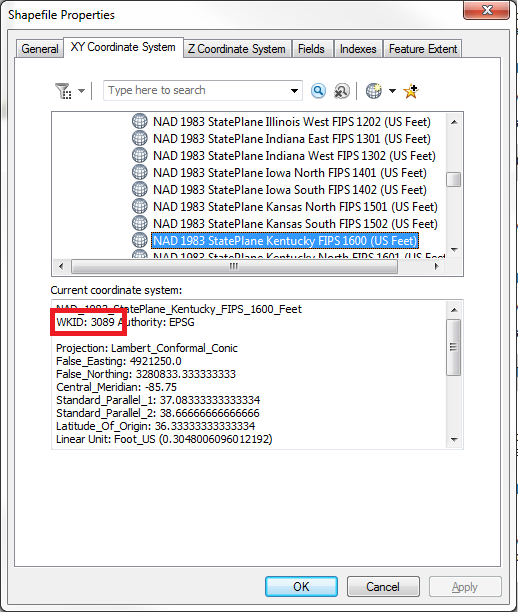 Shapefile Properties
General XY Coordinate System Z Coordinate System Fields Indexes Feature Extent
Type here to search
NAD 1983 StatePlane Illinois West FIPS 1202 (US Feet)
NAD 1983 StatePlane Indiana East FIPS 1301 (US Feet)
NAD 1983 StatePlane Indiana West FIPS 1302 (US Feet)
NAD 1983 StatePlane Iowa North FIPS 1401 (US Feet)
NAD 1983 StatePlane Iowa South FIPS 1402 (US Feet)
NAD 1983 StatePlane Kansas North FIPS 1501 (US Feet)
NAD 1983 StatePlane Kansas South FIPS 1502 (US Feet)
NAD 1983 StatePlane Kentucky FIPS 1600 (US Feet)
NAD 1983 StatePlane Kentucky North FIPS 1601 (US Feet)
Current coordinate system:
NAD_1983_StatePlane_Kentucky_FIPS_1600_Feet
WKID: 3089 Authority: EPSG
Projection: Lambert_Conformal_Conic
False_Easting: 4921250.0
False_Northing: 3280833.333333333
Central_Meridian: -85.75
Standard_Parallel_1: 37.08333333333334
Standard_Parallel_2: 38.66666666666666
Latitude_Of_Origin: 36.33333333333334
Linear Unit: Foot_US (0.3048006096012192)
OK Cancel Apply